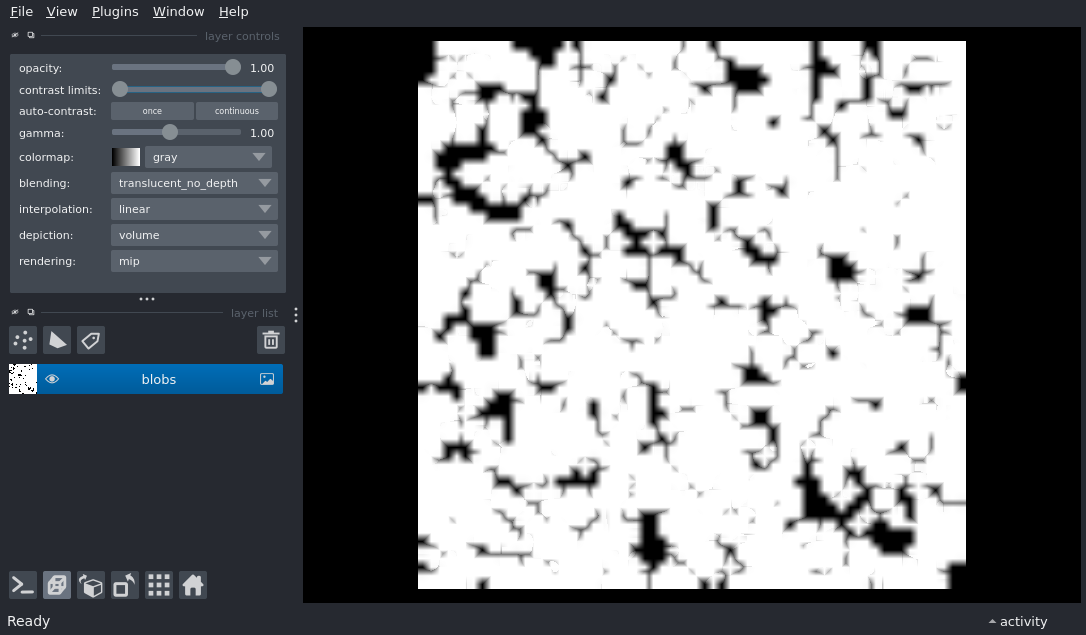 File View Plugins Window Help
layer controls
opacity: 1.00
contrast limits:
auto-contrast: once continuous
gamma: 1.00
colormap: gray
blending: translucent_no_depth
interpolation: linear
depiction: volume
rendering: mip
layer list
blobs
Ready activity